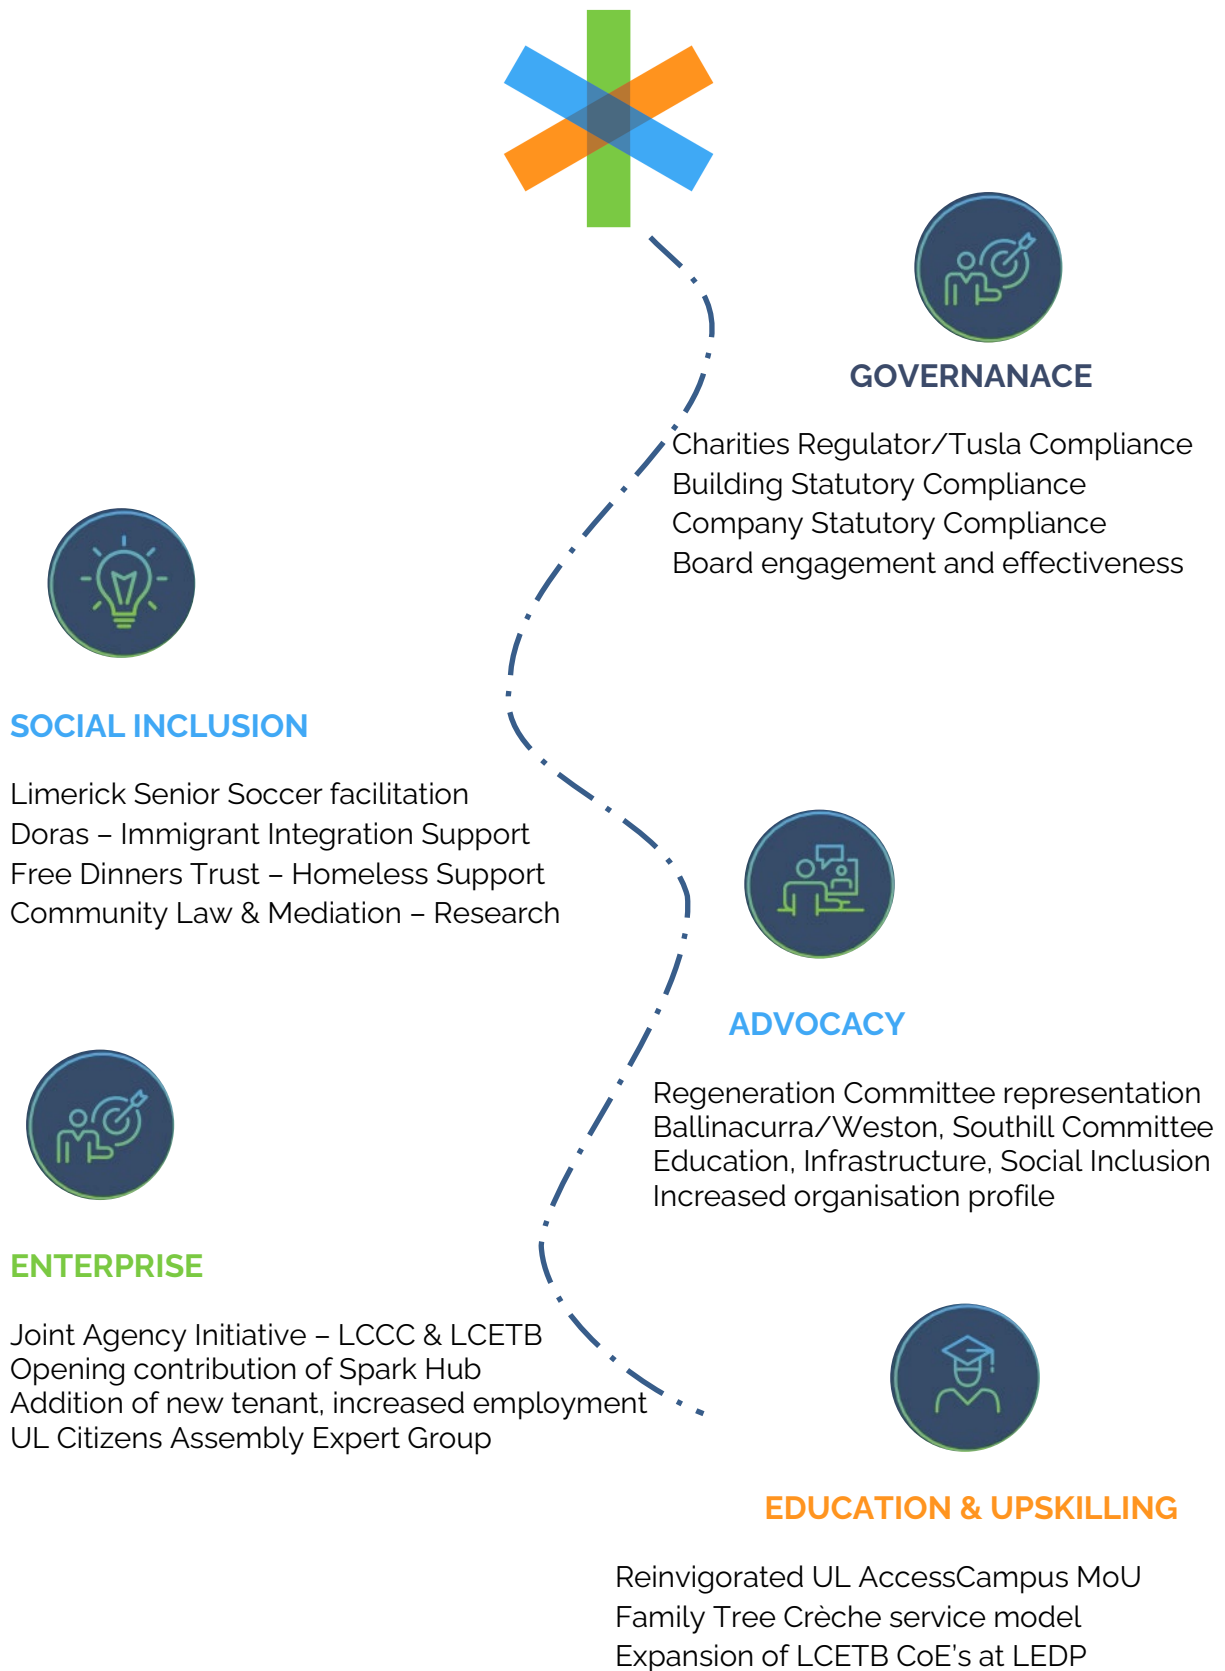 GOVERNANACE
Charities Regulator/Tusla Compliance
Building Statutory Compliance
Company Statutory Compliance
Board engagement and effectiveness
SOCIAL INCLUSION
Limerick Senior Soccer facilitation
Doras – Immigrant Integration Support
Free Dinners Trust – Homeless Support
Community Law & Mediation – Research
ADVOCACY
Regeneration Committee representation
Ballinacurra/Weston, Southill Committee
Education, Infrastructure, Social Inclusion
Increased organisation profile
ENTERPRISE
Joint Agency Initiative – LCCC & LCETB
Opening contribution of Spark Hub
Addition of new tenant, increased employment
UL Citizens Assembly Expert Group
EDUCATION & UPSKILLING
Reinvigorated UL AccessCampus MoU
Family Tree Crèche service model
Expansion of LCETB CoE's at LEDP